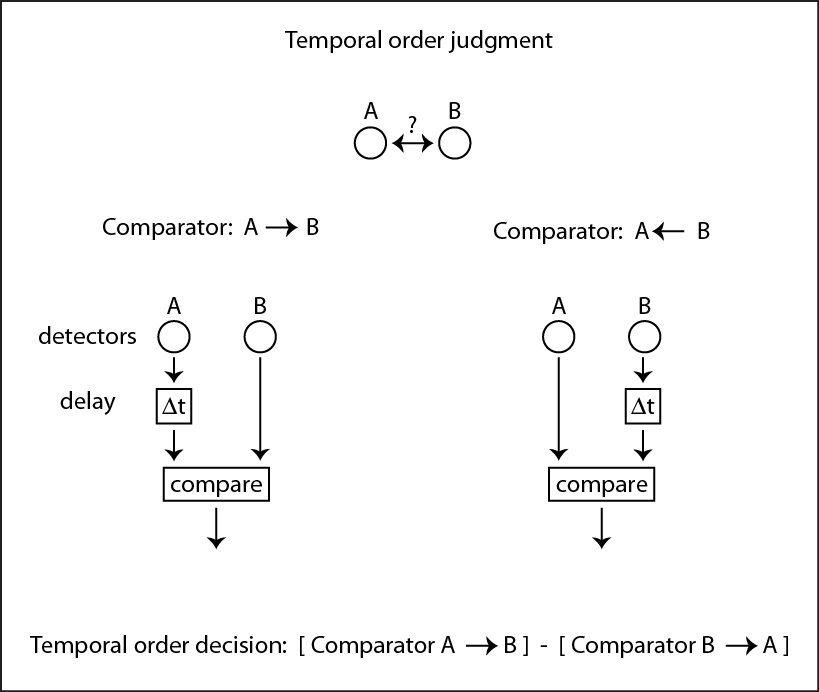 Temporal order judgment
A B
?
Comparator: A → B
Comparator: A ← B
A B
A B
detectors
delay
Δt
Δt
compare
compare
Temporal order decision: [ Comparator A → B ] - [ Comparator B → A ]